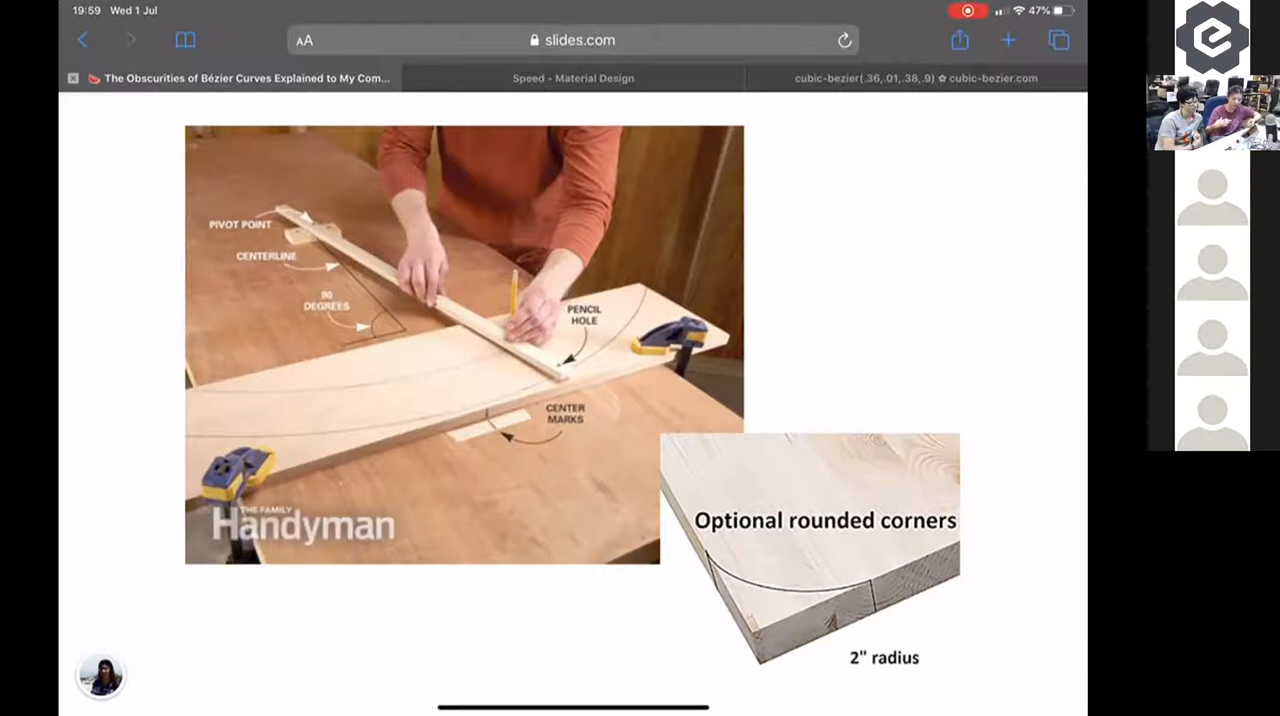 19:59 Wed 1 Jul
47%
AA
slides.com
🍉 The Obscurities of Bézier Curves Explained to My Com...
Speed - Material Design
cubic-bezier(.36,.01,.38,.9) ✿ cubic-bezier.com
PIVOT POINT
CENTERLINE
90
DEGREES
PENCIL
HOLE
CENTER
MARKS
THE FAMILY
Handyman
Optional rounded corners
2" radius